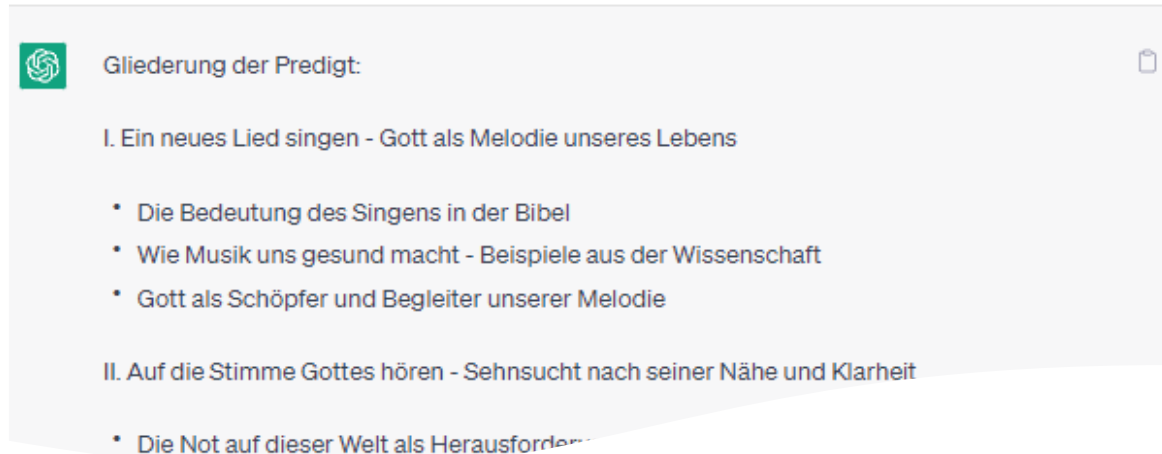 Gliederung der Predigt:
I. Ein neues Lied singen - Gott als Melodie unseres Lebens
• Die Bedeutung des Singens in der Bibel
• Wie Musik uns gesund macht - Beispiele aus der Wissenschaft
• Gott als Schöpfer und Begleiter unserer Melodie
II. Auf die Stimme Gottes hören - Sehnsucht nach seiner Nähe und Klarheit
• Die Not auf dieser Welt als